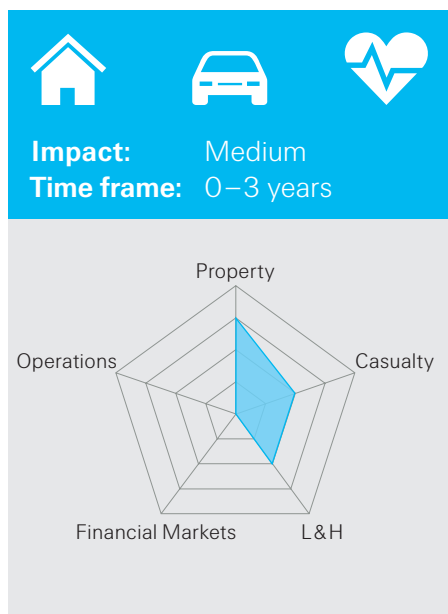 Impact: Medium
Time frame: 0–3 years
Property
Operations
Casualty
Financial Markets
L&H